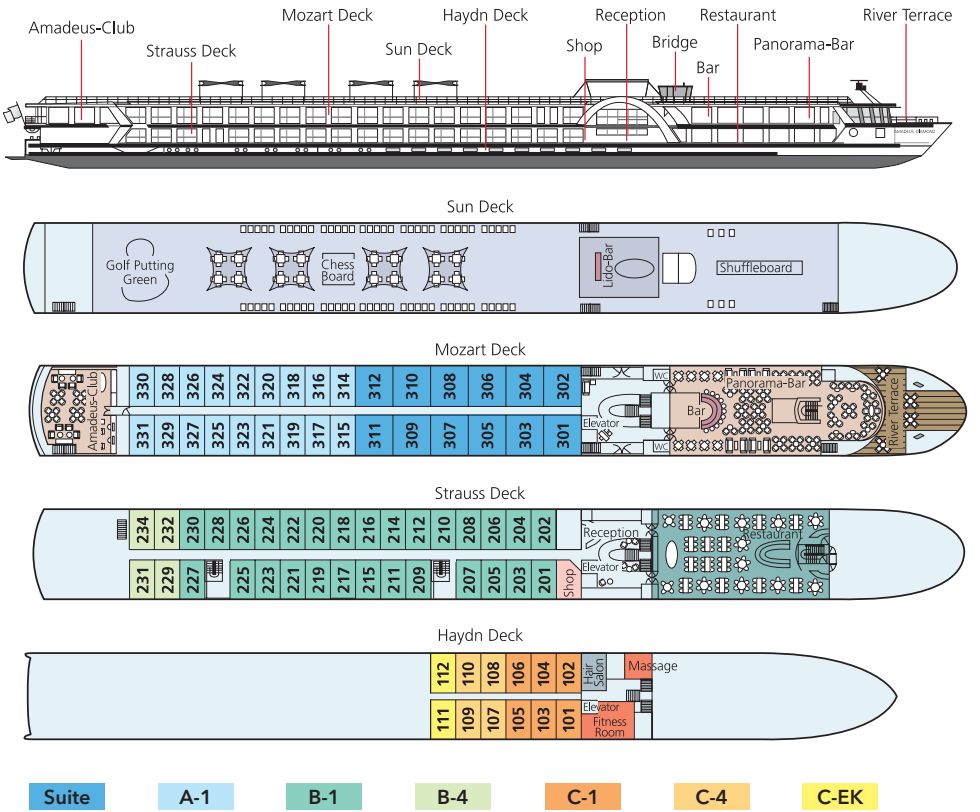 Mozart Deck
Haydn Deck
Reception
Restaurant
River Terrace
Amadeus-Club
Strauss Deck
Sun Deck
Shop
Bridge
Bar
Panorama-Bar
AMADEUS DIAMOND
Sun Deck
Golf Putting
Green
Chess
Board
Lido-Bar
Shuffleboard
Mozart Deck
Amadeus-Club
330 328 326 324 322 320 318 316 314 312 310 308 306 304 302
331 329 327 325 323 321 319 317 315 311 309 307 305 303 301
WC
Elevator
WC
Bar
Panorama-Bar
River Terrace
Strauss Deck
234 232 230 228 226 224 222 220 218 216 214 212 210 208 206 204 202
231 229 227 225 223 221 219 217 215 211 209 207 205 203 201
Shop
Reception
Elevator
Restaurant
Haydn Deck
112 110 108 106 104 102
111 109 107 105 103 101
Hair
Salon
Massage
Elevator
Fitness
Room
Suite
A-1
B-1
B-4
C-1
C-4
C-EK